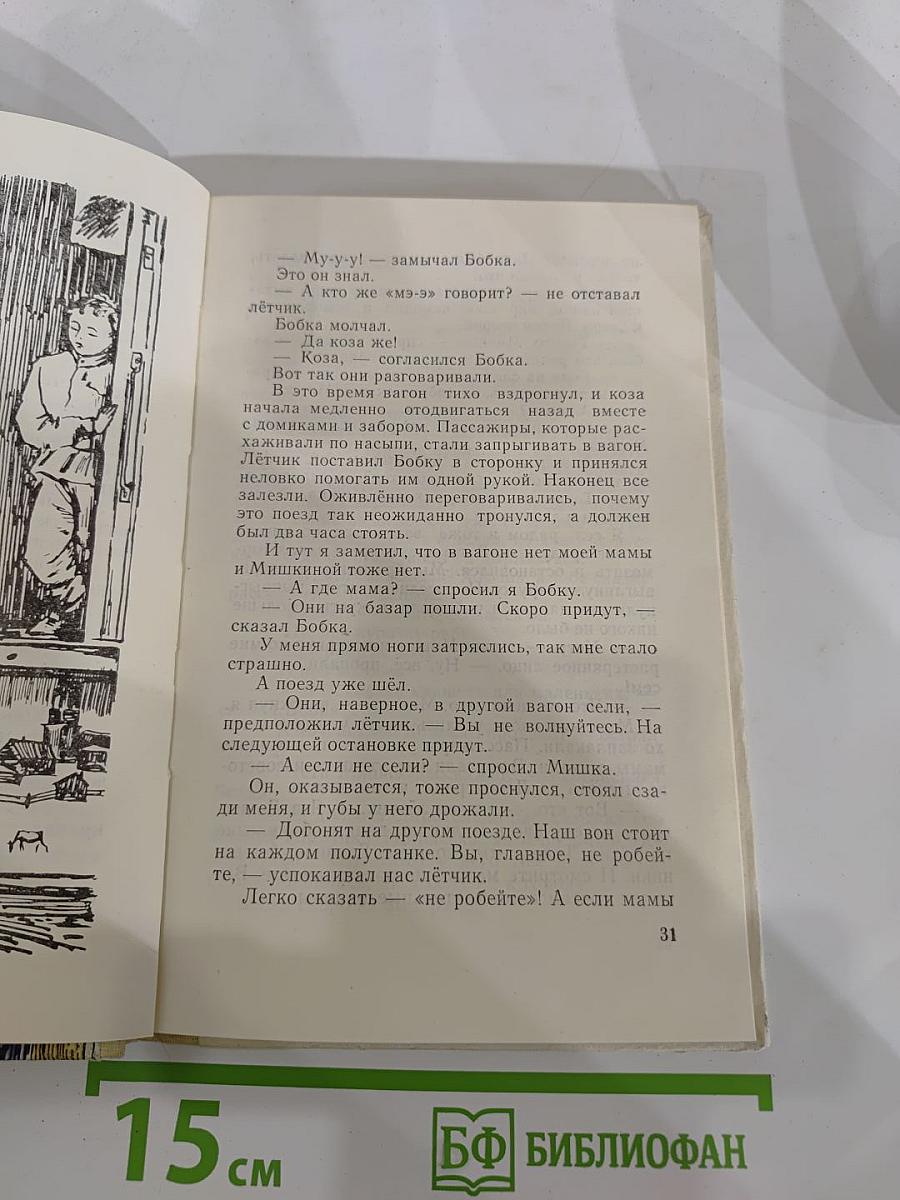 — Му-у-у! — замычал Бобка.
Это он знал.
— А кто же «мэ-э» говорит? — не отставал
лётчик.
Бобка молчал.
— Да коза же!
— Коза, — согласился Бобка.
Вот так они разговаривали.
В это время вагон тихо вздрогнул, и коза
начала медленно отодвигаться назад вместе
с домиками и забором. Пассажиры, которые рас-
хаживали по насыпи, стали запрыгивать в вагон.
Лётчик поставил Бобку в сторонку и принялся
неловко помогать им одной рукой. Наконец все
залезли. Оживлённо переговаривались, почему
это поезд так неожиданно тронулся, а должен
был два часа стоять.
И тут я заметил, что в вагоне нет моей мамы
и Мишкиной тоже нет.
— А где мама? — спросил я Бобку.
— Они на базар пошли. Скоро придут, —
сказал Бобка.
У меня прямо ноги затряслись, так мне стало
страшно.
А поезд уже шёл.
— Они, наверное, в другой вагон сели, —
предположил лётчик. — Вы не волнуйтесь. На
следующей остановке придут.
— А если не сели? — спросил Мишка.
Он, оказывается, тоже проснулся, стоял сза-
ди меня, и губы у него дрожали.
— Догонят на другом поезде. Наш вон стоит
на каждом полустанке. Вы, главное, не робей-
те, — успокаивал нас лётчик.
Легко сказать — «не робейте»! А если мамы
31
15 см
БФ БИБЛИОФАН